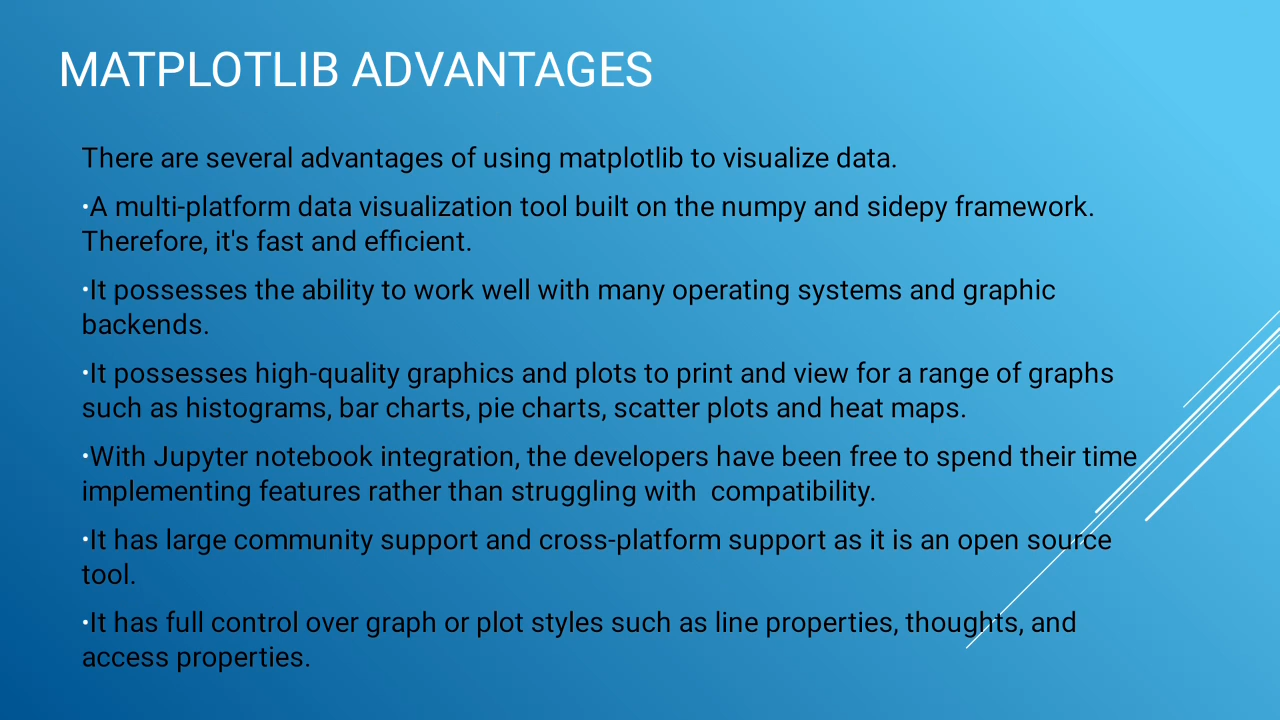 MATPLOTLIB ADVANTAGES
There are several advantages of using matplotlib to visualize data.
•A multi-platform data visualization tool built on the numpy and sidepy framework.
Therefore, it's fast and efficient.
•It possesses the ability to work well with many operating systems and graphic
backends.
•It possesses high-quality graphics and plots to print and view for a range of graphs
such as histograms, bar charts, pie charts, scatter plots and heat maps.
•With Jupyter notebook integration, the developers have been free to spend their time
implementing features rather than struggling with  compatibility.
•It has large community support and cross-platform support as it is an open source
tool.
•It has full control over graph or plot styles such as line properties, thoughts, and
access properties.